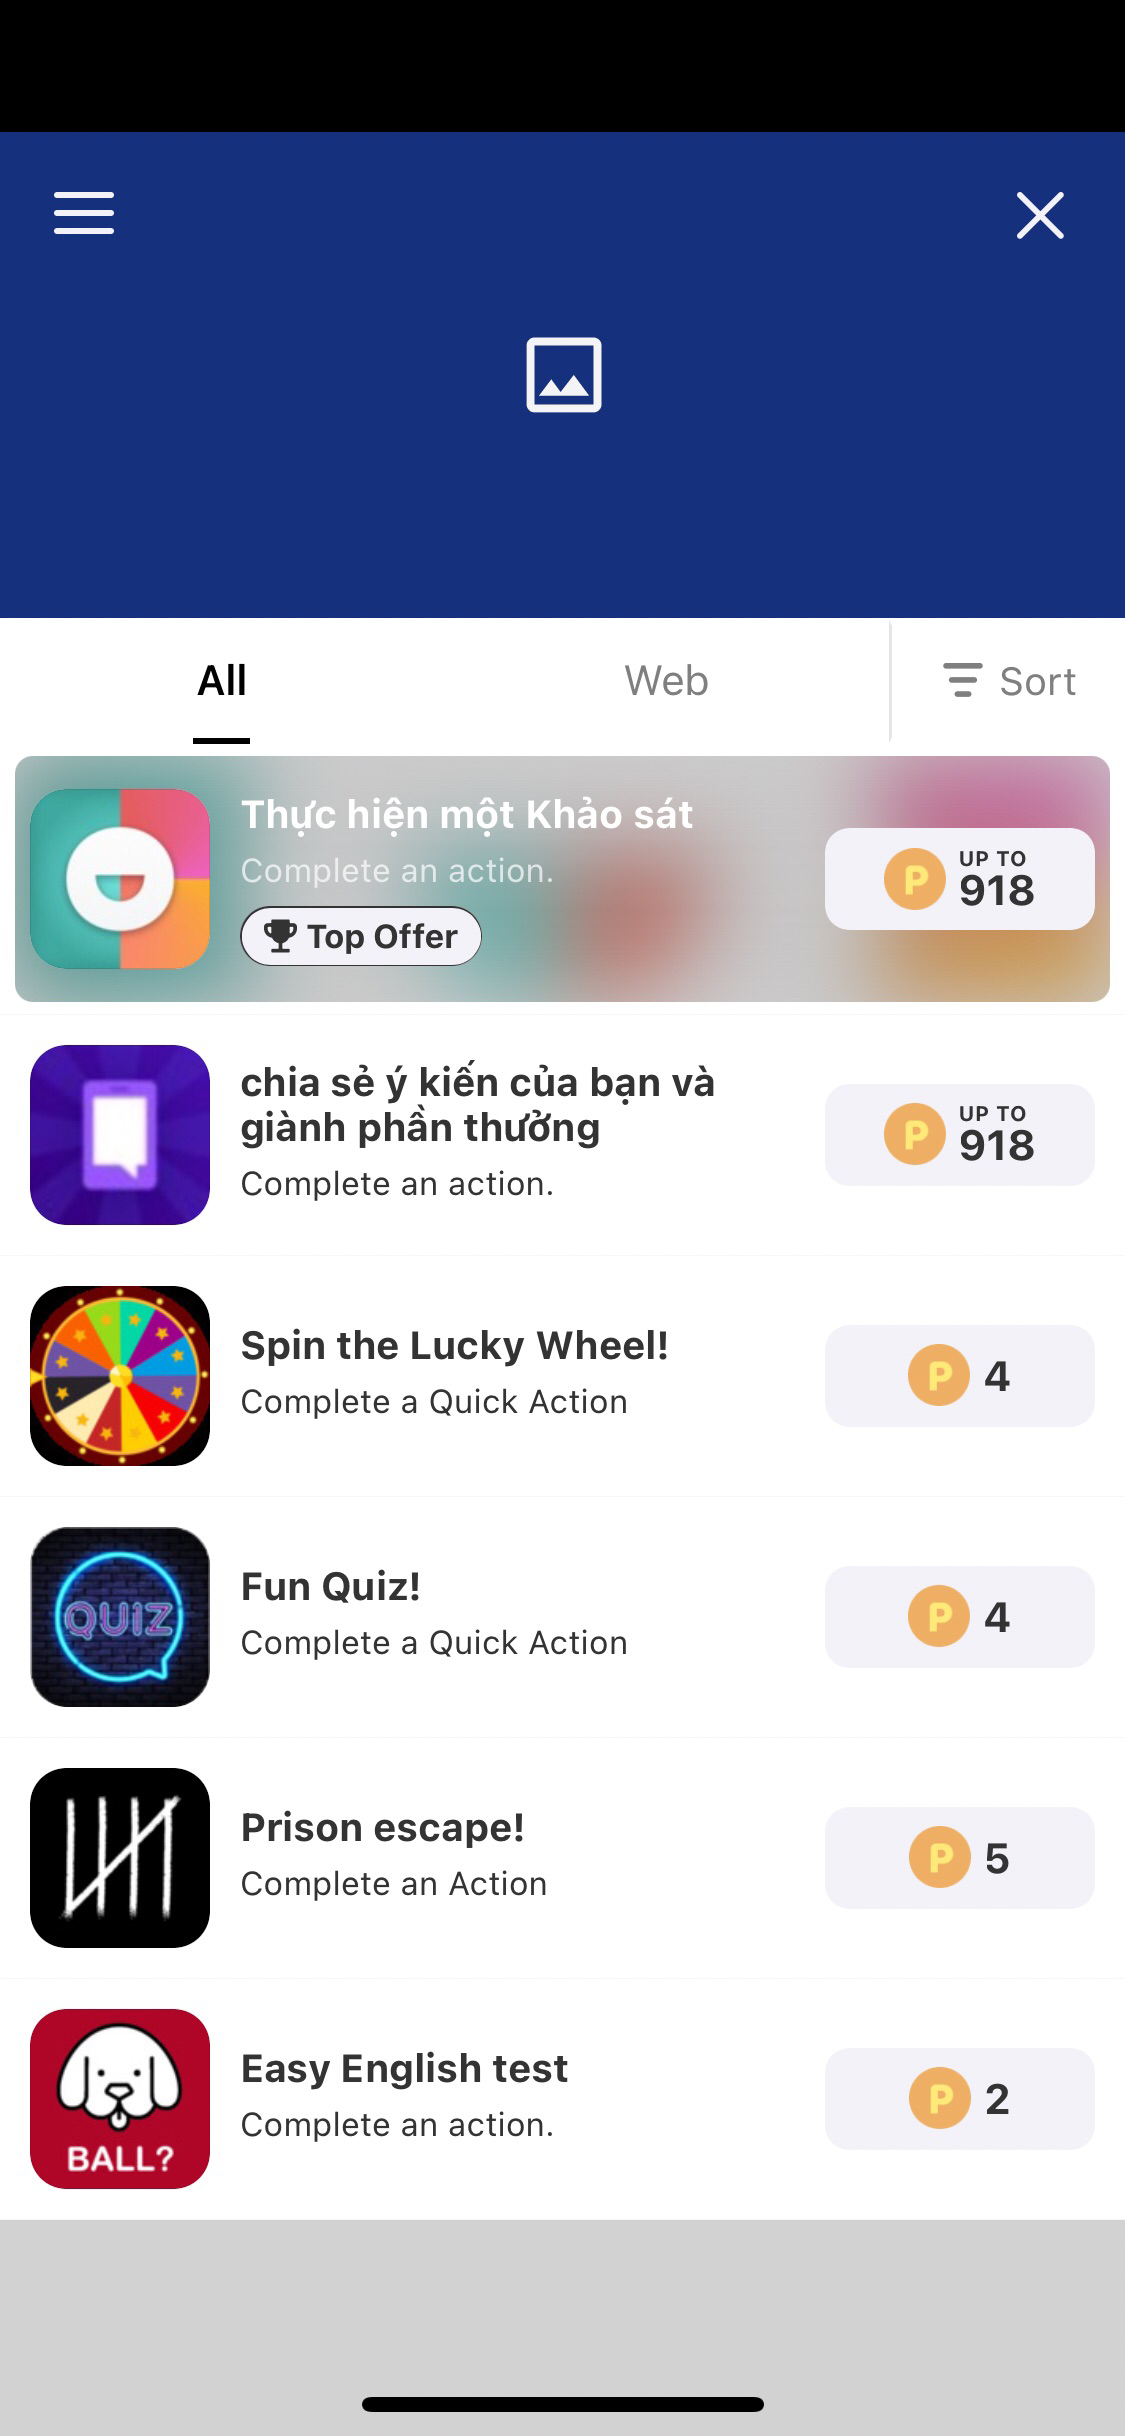 All
Web
Sort
Thực hiện một Khảo sát
Complete an action.
Top Offer
P
UP TO
918
chia sẻ ý kiến của bạn và
giành phần thưởng
Complete an action.
P
UP TO
918
Spin the Lucky Wheel!
Complete a Quick Action
P 4
QUIZ
Fun Quiz!
Complete a Quick Action
P 4
Prison escape!
Complete an Action
P 5
BALL?
Easy English test
Complete an action.
P 2